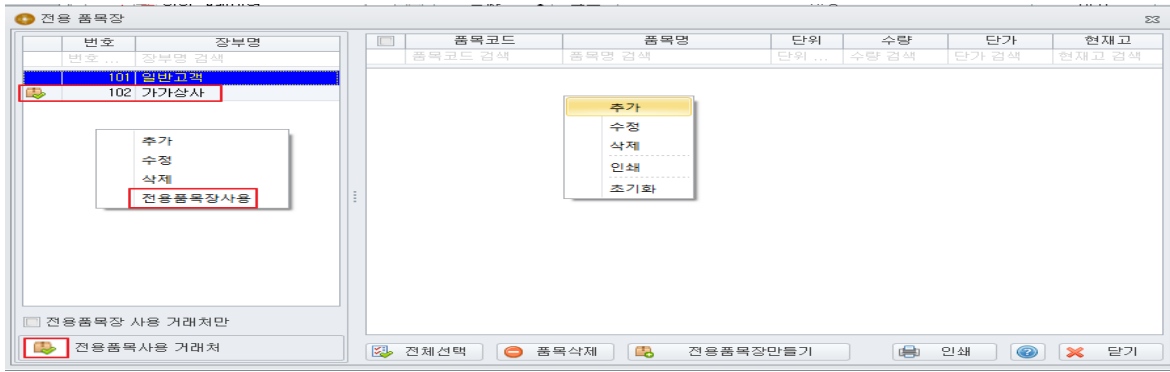 전용 품목장
번호 장부명
번호 ... 장부명 검색
101 일반고객
102 가가상사
추가
수정
삭제
전용품목장사용
전용품목장 사용 거래처만
전용품목사용 거래처
품목코드 품목명 단위 수량 단가 현재고
품목코드 검색 품목명 검색 단위 ... 수량 검색 단가 검색 현재고 검색
추가
수정
삭제
인쇄
초기화
전체선택 품목삭제 전용품목장만들기 인쇄 닫기